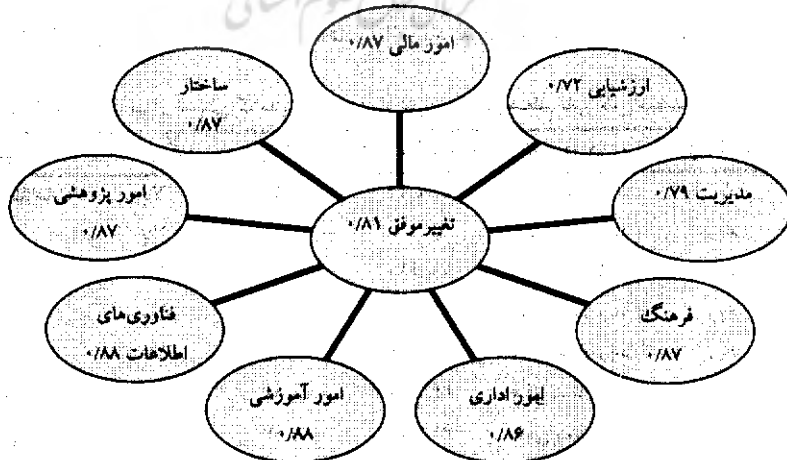 امور مالی ۰/۸۷
ارزشیابی ۰/۷۲
ساختار
۰/۸۷
مدیریت ۰/۷۹
امور پژوهشی
۰/۸۷
تغییر موفق ۰/۸۱
فرهنگ
۰/۸۷
فناوری‌های
اطلاعات ۰/۸۸
امور اداری
۰/۸۶
امور آموزشی
۰/۸۸